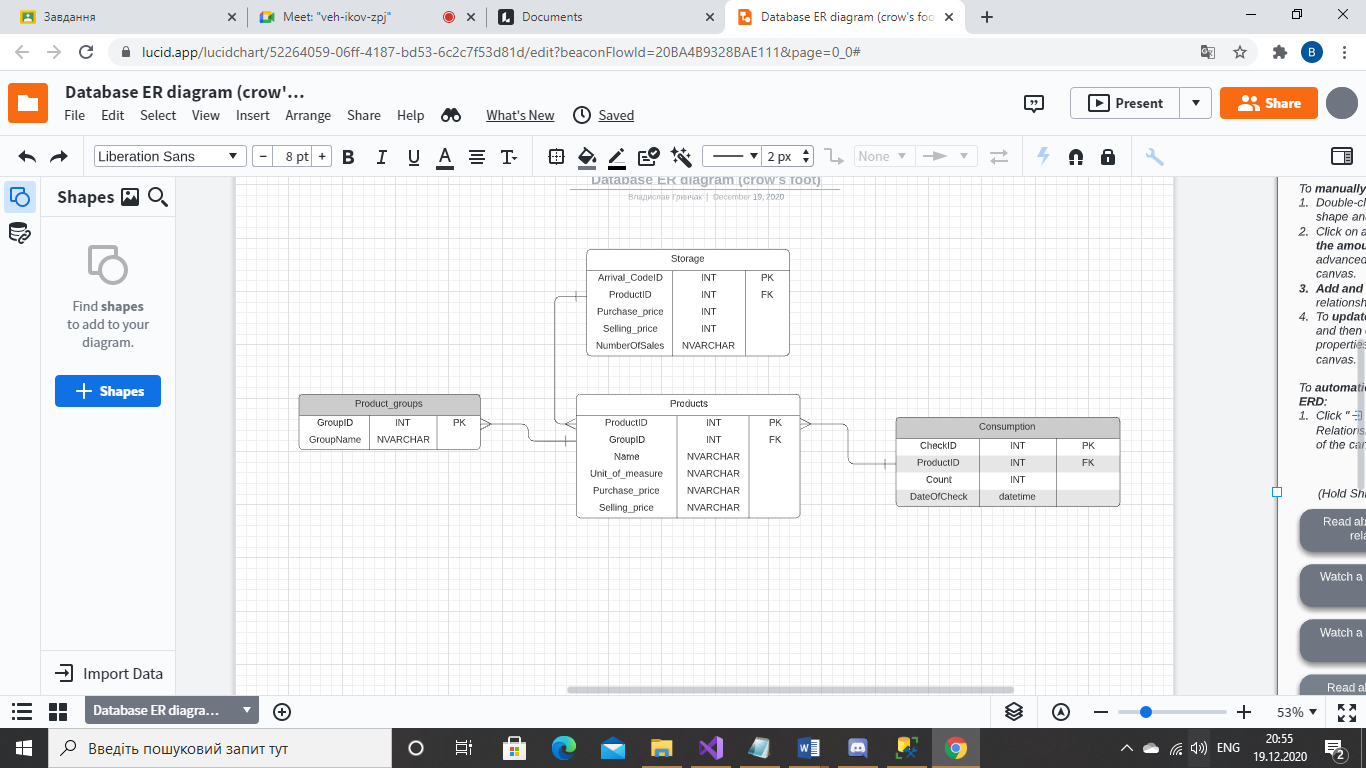 Завдання
Meet: "veh-ikov-zpj"
Documents
Database ER diagram (crow's foo
lucid.app/lucidchart/52264059-06ff-4187-bd53-6c2c7f53d81d/edit?beaconFlowId=20BA4B9328BAE111&page=0_0#
B
Database ER diagram (crow'...
File Edit Select View Insert Arrange Share Help What's New Saved
Present
Share
Liberation Sans
− 8 pt +
B I U A T
2 px
None
Shapes
Find shapes
to add to your
diagram.
+ Shapes
Import Data
Database ER diagram (crow's foot)
Владислав Гринчак | December 19, 2020
Storage
Arrival_CodeID INT PK
ProductID INT FK
Purchase_price INT
Selling_price INT
NumberOfSales NVARCHAR
Product_groups
GroupID INT PK
GroupName NVARCHAR
Products
ProductID INT PK
GroupID INT FK
Name NVARCHAR
Unit_of_measure NVARCHAR
Purchase_price NVARCHAR
Selling_price NVARCHAR
Consumption
CheckID INT PK
ProductID INT FK
Count INT
DateOfCheck datetime
To manually
1. Double-cl
shape and
2. Click on a
the amou
advanced
canvas.
3. Add and
relationsh
4. To update
and then
properties
canvas.
To automati
ERD:
1. Click "
Relations
of the can
(Hold Shi
Read ab
rela
Watch a
Watch a
Read ab
Database ER diagra...
53%
Введіть пошуковий запит тут
ENG
20:55
19.12.2020
2